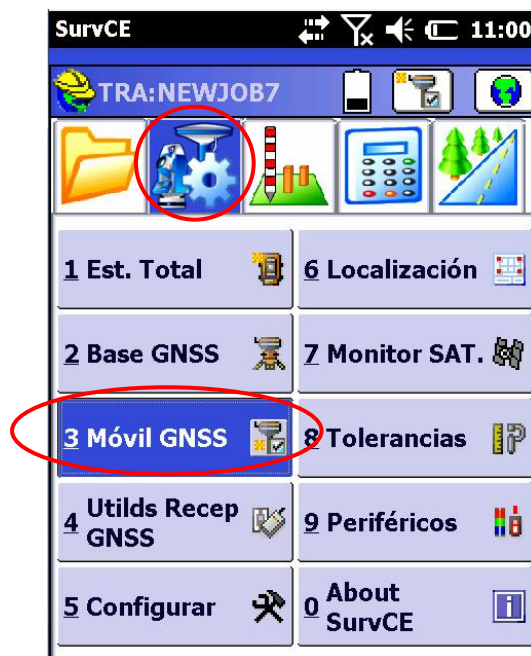 SurvCE 11:00
TRA:NEWJOB7
1 Est. Total
6 Localización
2 Base GNSS
7 Monitor SAT.
3 Móvil GNSS
8 Tolerancias
4 Utilds Recep
GNSS
9 Periféricos
5 Configurar
0 About
SurvCE